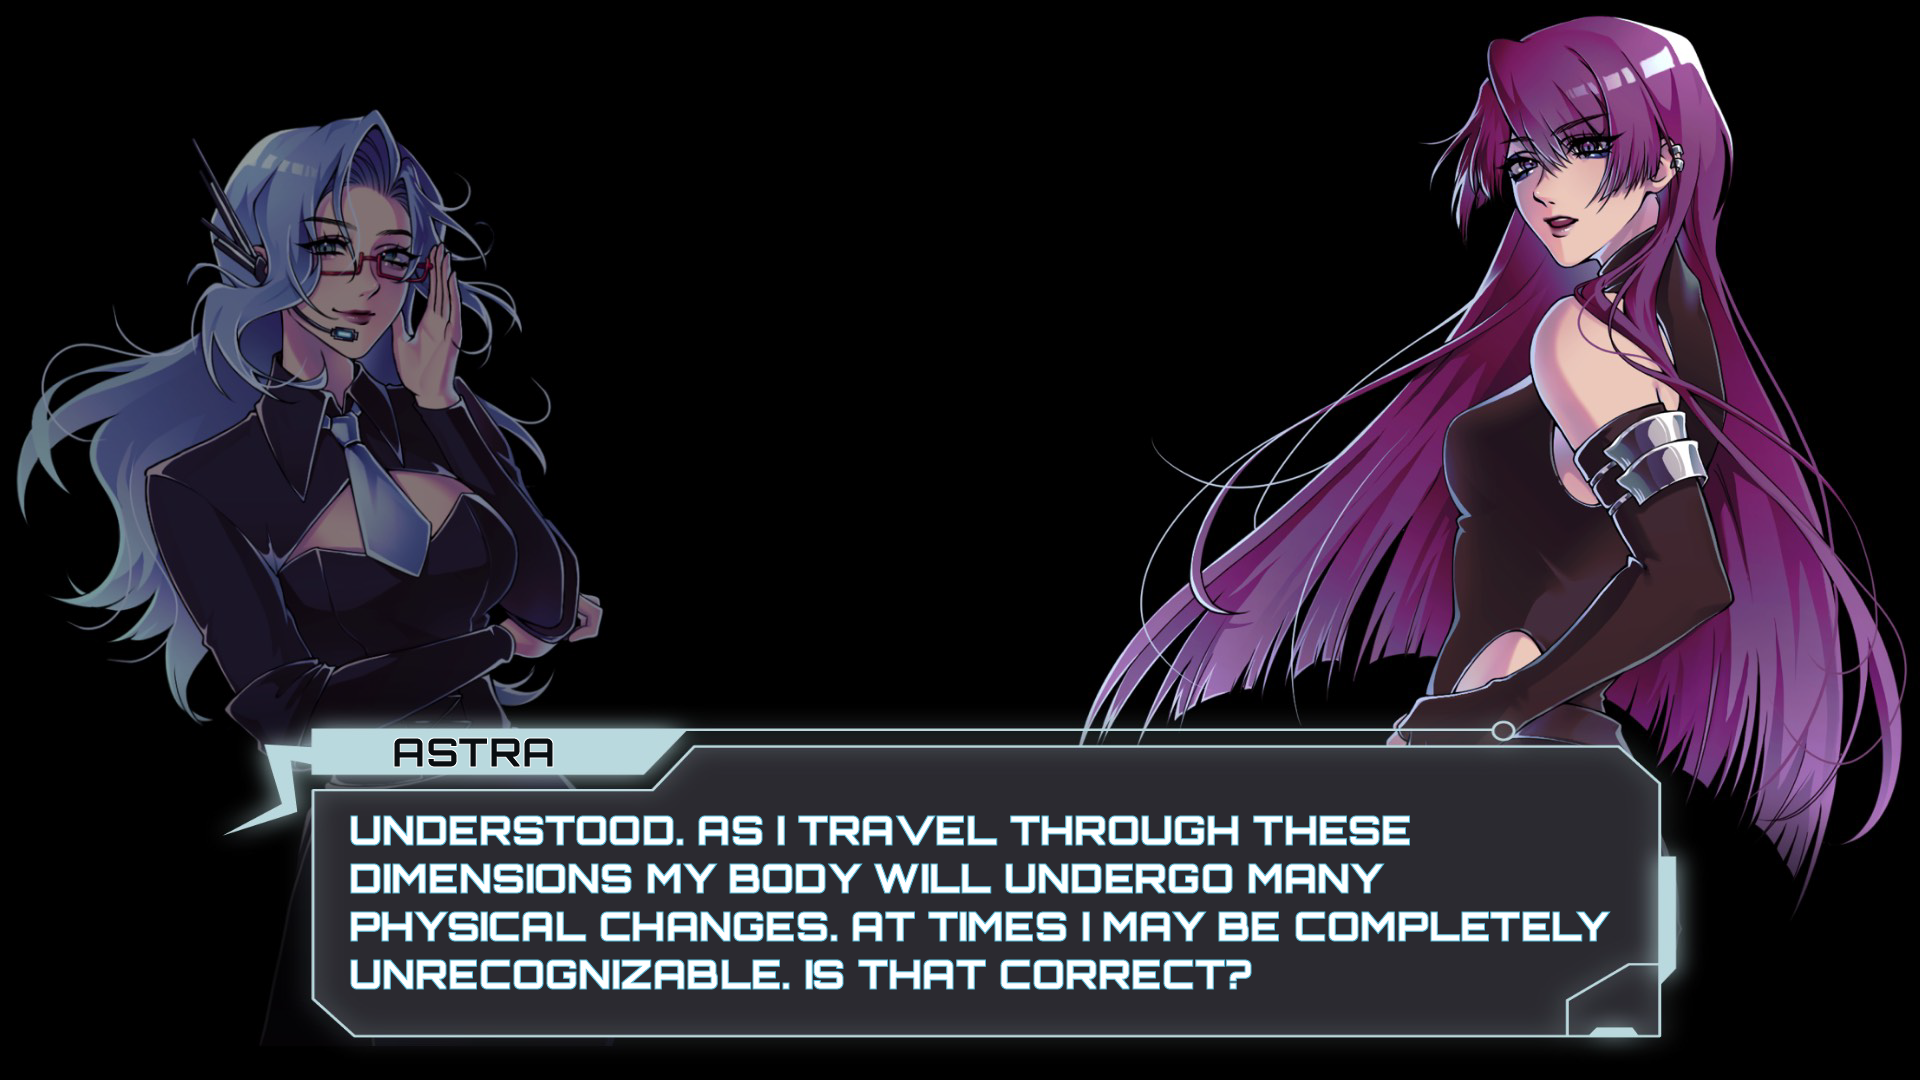 ASTRA
UNDERSTOOD. AS I TRAVEL THROUGH THESE
DIMENSIONS MY BODY WILL UNDERGO MANY
PHYSICAL CHANGES. AT TIMES I MAY BE COMPLETELY
UNRECOGNIZABLE. IS THAT CORRECT?